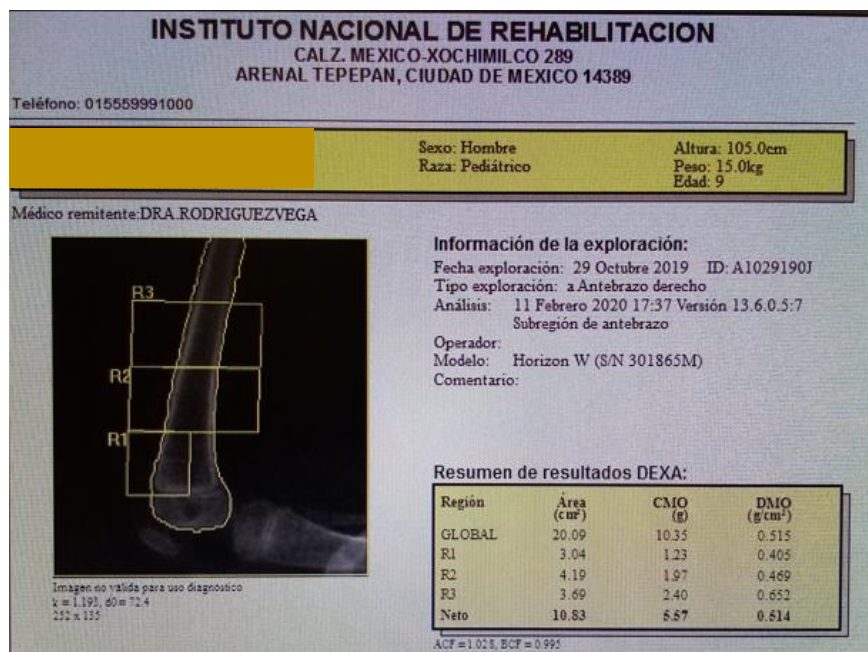 INSTITUTO NACIONAL DE REHABILITACION
CALZ. MEXICO-XOCHIMILCO 289
ARENAL TEPEPAN, CIUDAD DE MEXICO 14389
Teléfono: 015559991000
Sexo: Hombre
Raza: Pediátrico
Altura: 105.0cm
Peso: 15.0kg
Edad: 9
Médico remitente:DRA.RODRIGUEZVEGA
R3
R2
R1
Imagen no válida para uso diagnóstico
k = 1.193, d0 = 72.4
252 x 135
Información de la exploración:
Fecha exploración: 29 Octubre 2019 ID: A1029190J
Tipo exploración: a Antebrazo derecho
Análisis: 11 Febrero 2020 17:37 Versión 13.6.0.5:7
Subregión de antebrazo
Operador:
Modelo: Horizon W (S/N 301865M)
Comentario:
Resumen de resultados DEXA:
Región Área (cm²) CMO (g) DMO (g/cm²)
GLOBAL 20.09 10.35 0.515
R1 3.04 1.23 0.405
R2 4.19 1.97 0.469
R3 3.69 2.40 0.652
Neto 10.83 5.57 0.514
ACF = 1.028, BCF = 0.995